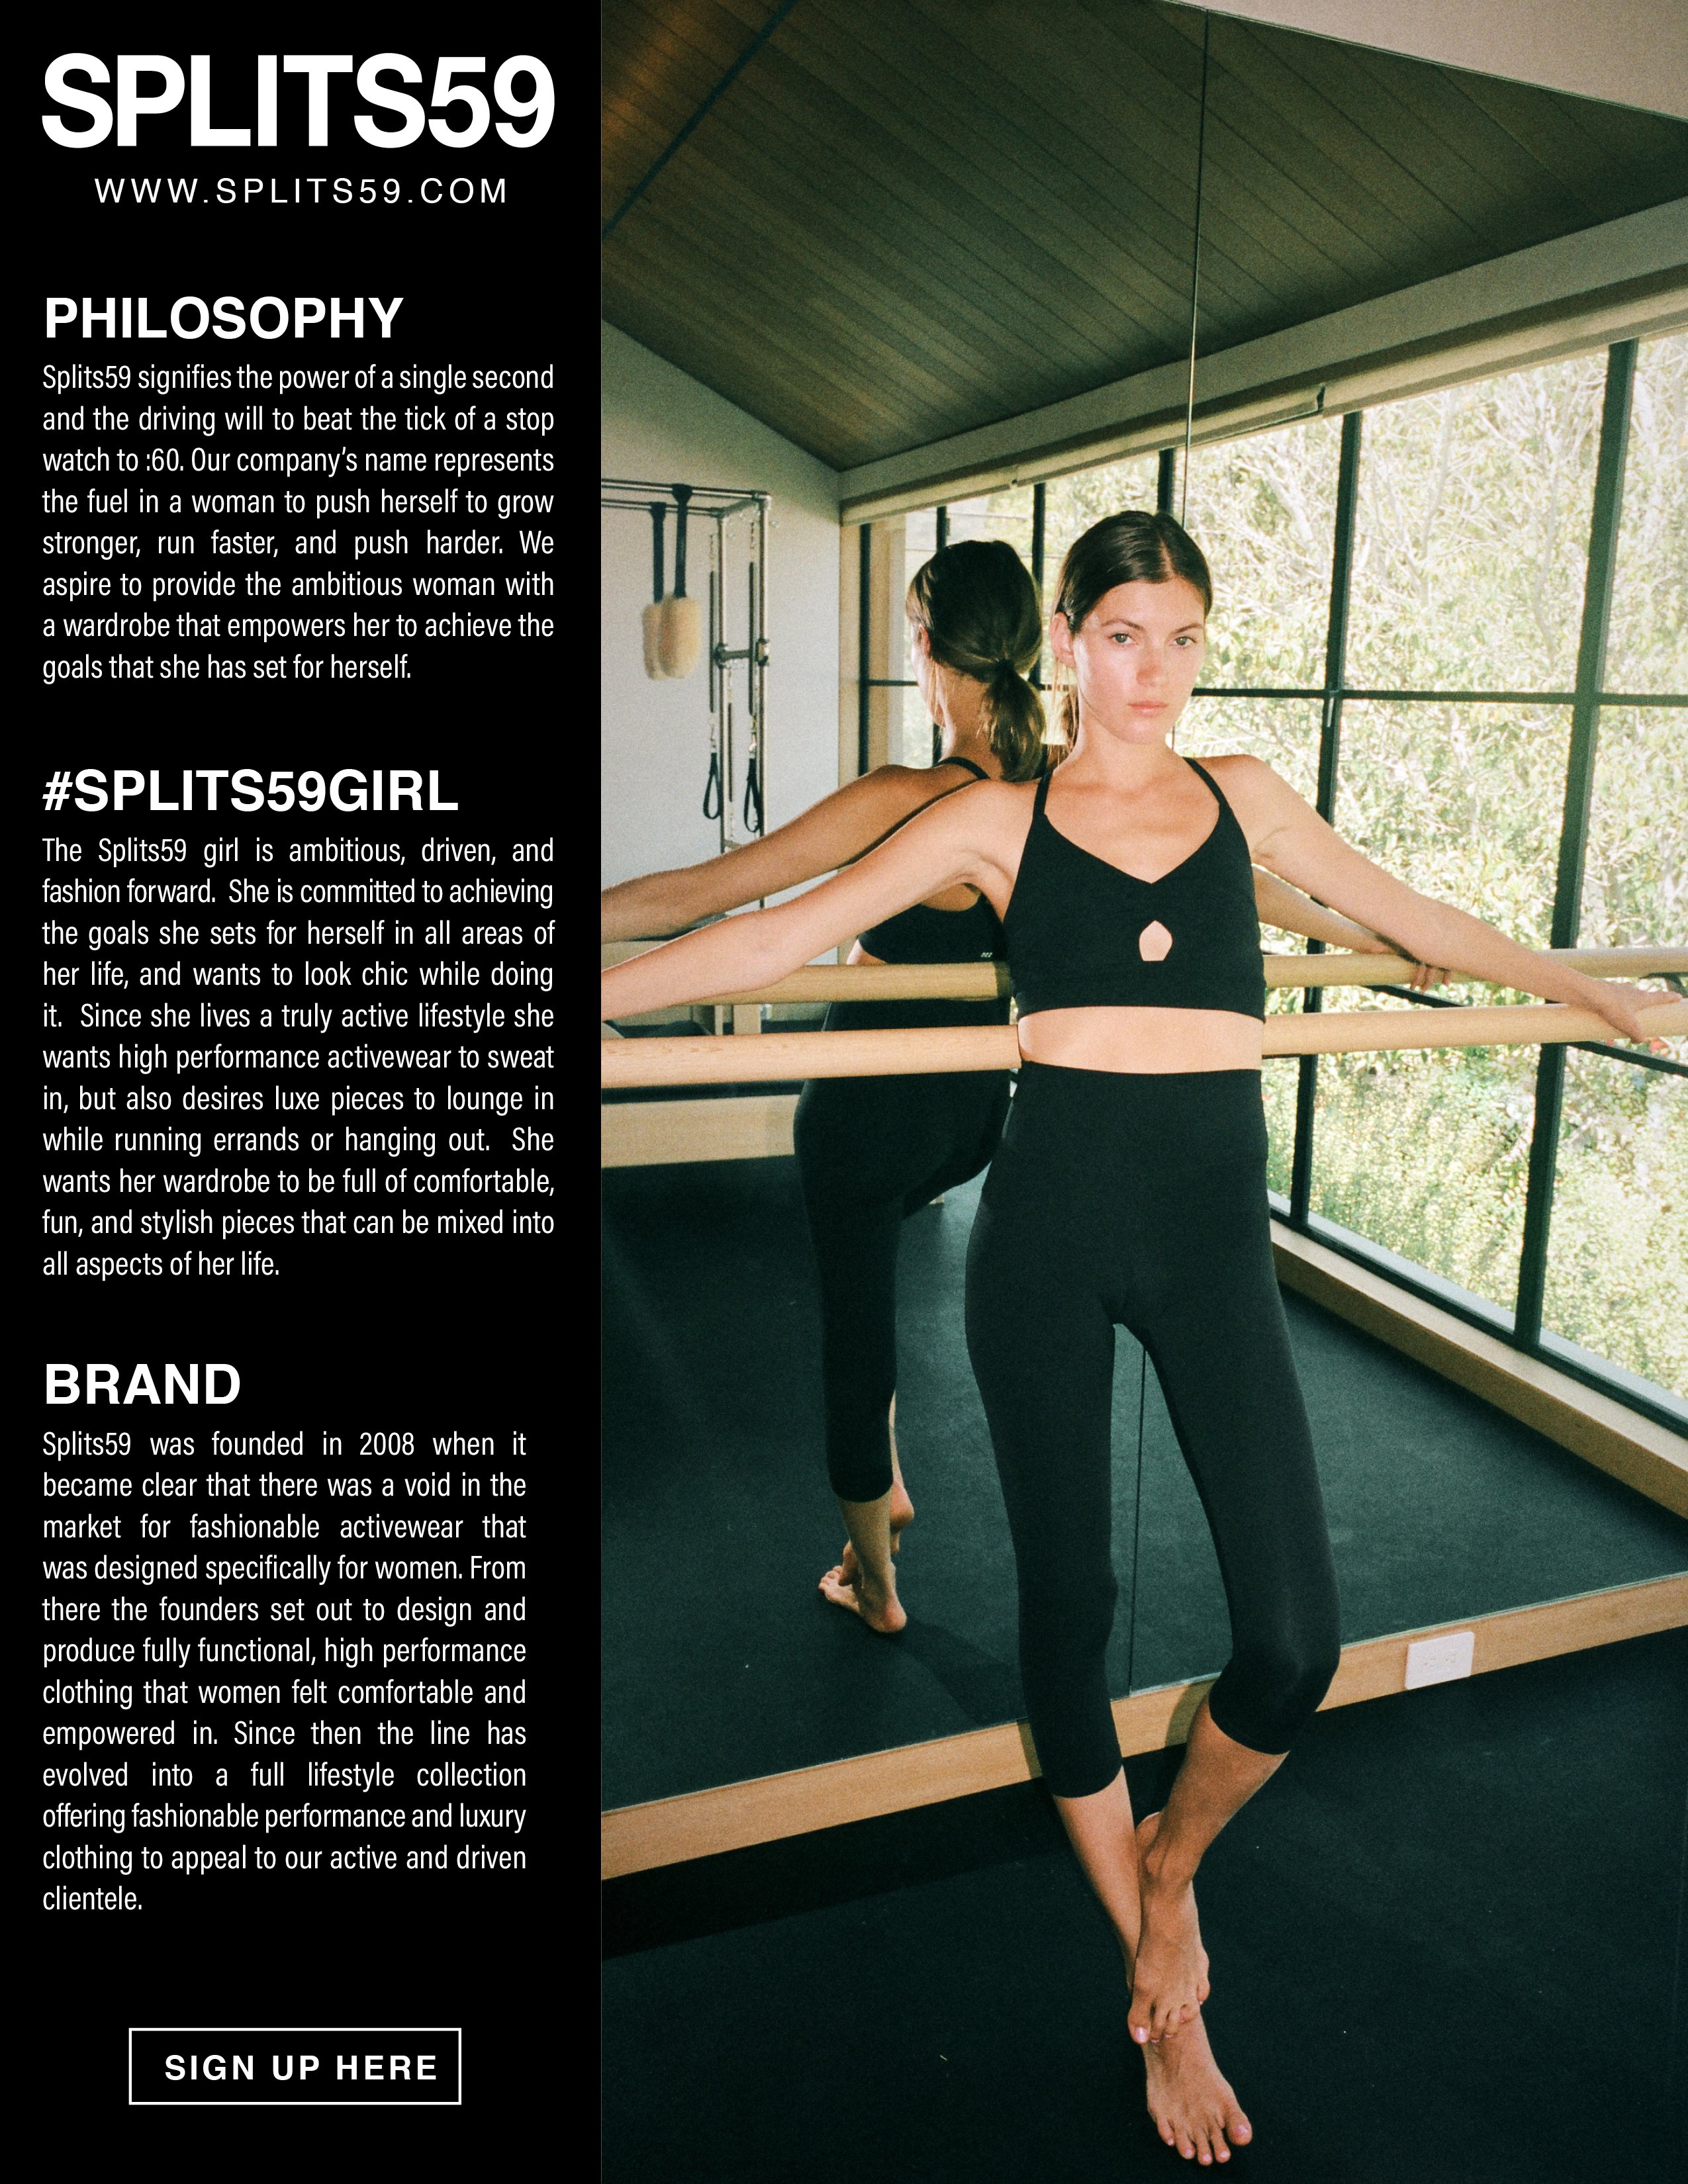 SPLITS59
WWW.SPLITS59.COM
PHILOSOPHY
Splits59 signifies the power of a single second
and the driving will to beat the tick of a stop
watch to :60. Our company’s name represents
the fuel in a woman to push herself to grow
stronger, run faster, and push harder. We
aspire to provide the ambitious woman with
a wardrobe that empowers her to achieve the
goals that she has set for herself.
#SPLITS59GIRL
The Splits59 girl is ambitious, driven, and
fashion forward. She is committed to achieving
the goals she sets for herself in all areas of
her life, and wants to look chic while doing
it. Since she lives a truly active lifestyle she
wants high performance activewear to sweat
in, but also desires luxe pieces to lounge in
while running errands or hanging out. She
wants her wardrobe to be full of comfortable,
fun, and stylish pieces that can be mixed into
all aspects of her life.
BRAND
Splits59 was founded in 2008 when it
became clear that there was a void in the
market for fashionable activewear that
was designed specifically for women. From
there the founders set out to design and
produce fully functional, high performance
clothing that women felt comfortable and
empowered in. Since then the line has
evolved into a full lifestyle collection
offering fashionable performance and luxury
clothing to appeal to our active and driven
clientele.
SIGN UP HERE